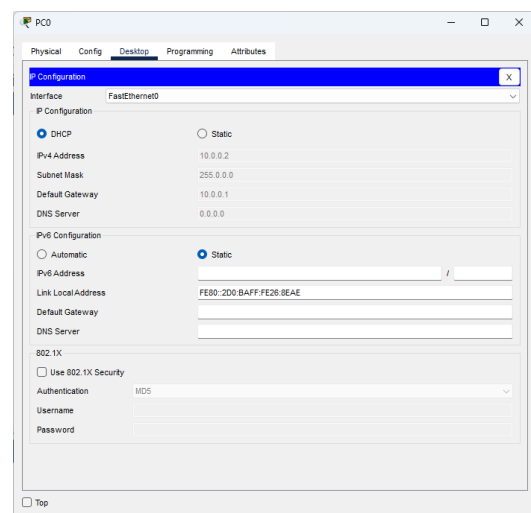 PC0
Physical Config Desktop Programming Attributes
IP Configuration X
Interface FastEthernet0
IP Configuration
DHCP Static
IPv4 Address 10.0.0.2
Subnet Mask 255.0.0.0
Default Gateway 10.0.0.1
DNS Server 0.0.0.0
IPv6 Configuration
Automatic Static
IPv6 Address /
Link Local Address FE80::2D0:BAFF:FE26:8EAE
Default Gateway
DNS Server
802.1X
Use 802.1X Security
Authentication MD5
Username
Password
Top